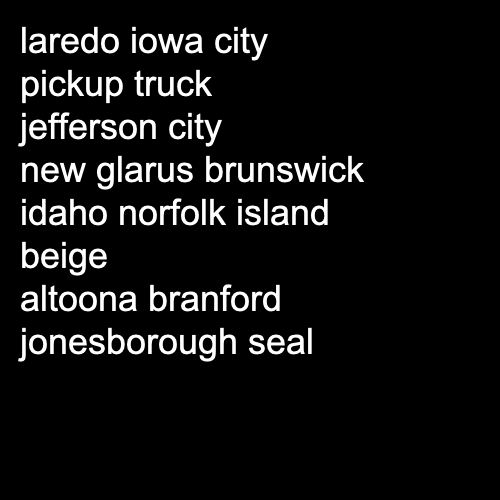 laredo iowa city
pickup truck
jefferson city
new glarus brunswick
idaho norfolk island
beige
altoona branford
jonesborough seal